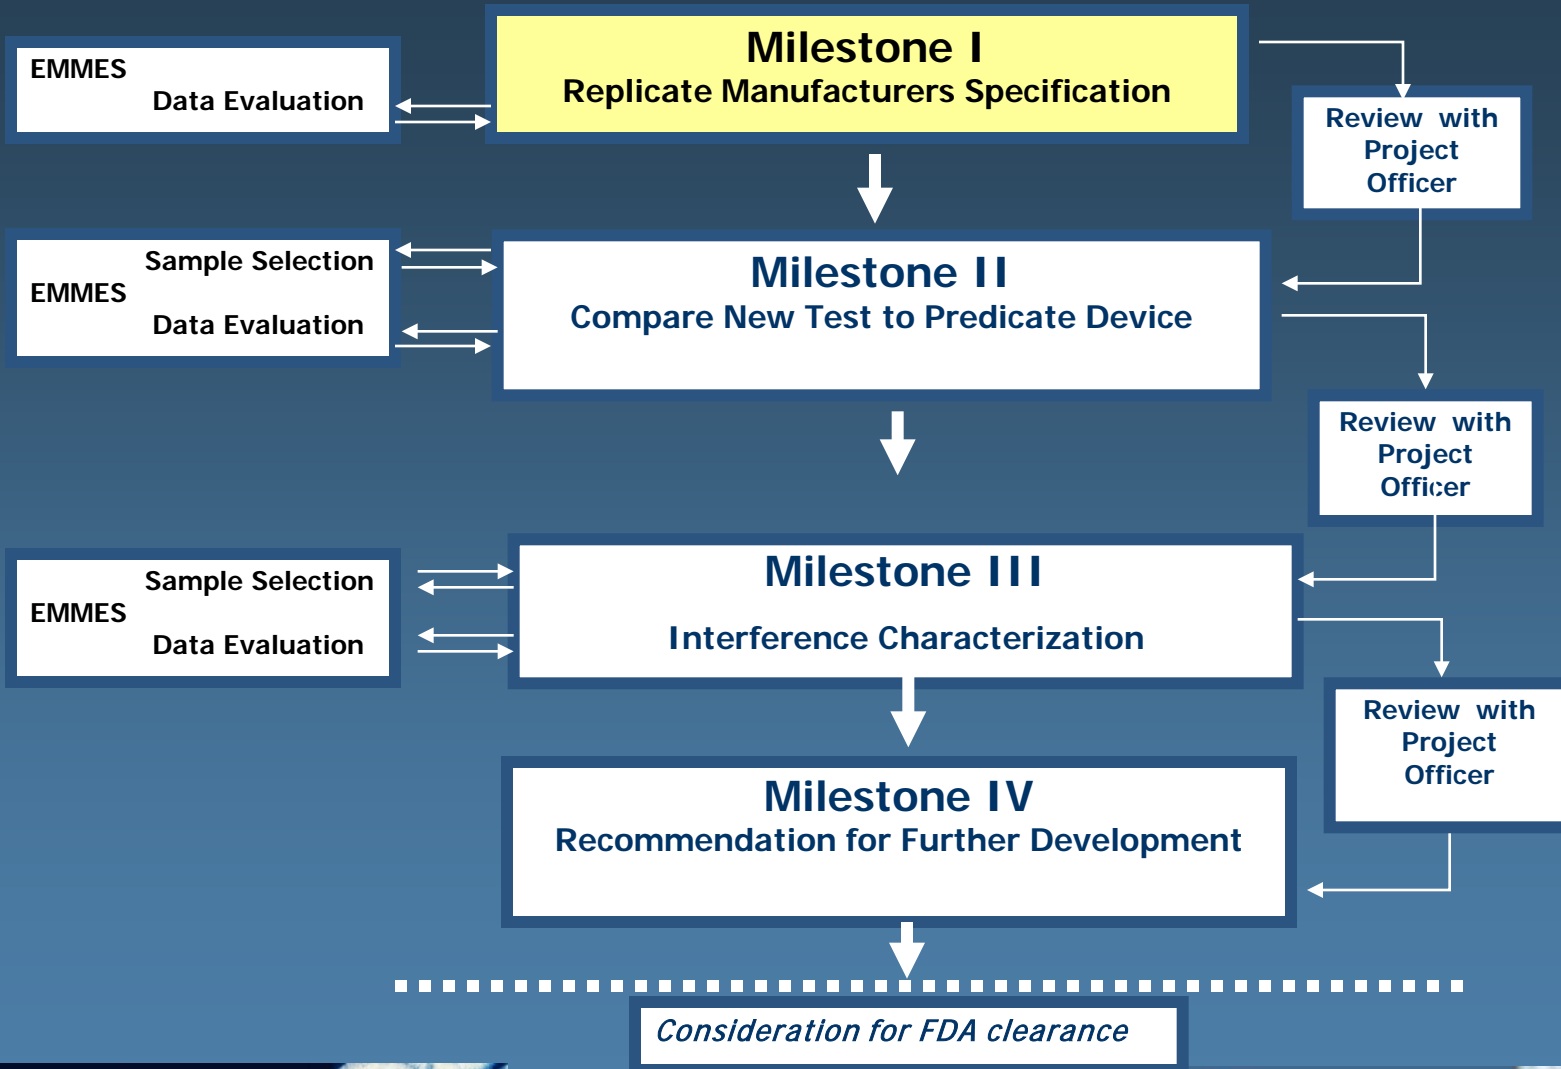 Milestone I
Replicate Manufacturers Specification
EMMES
Data Evaluation
Review with
Project
Officer
Sample Selection
EMMES
Data Evaluation
Milestone II
Compare New Test to Predicate Device
Review with
Project
Officer
Sample Selection
EMMES
Data Evaluation
Milestone III
Interference Characterization
Review with
Project
Officer
Milestone IV
Recommendation for Further Development
Consideration for FDA clearance